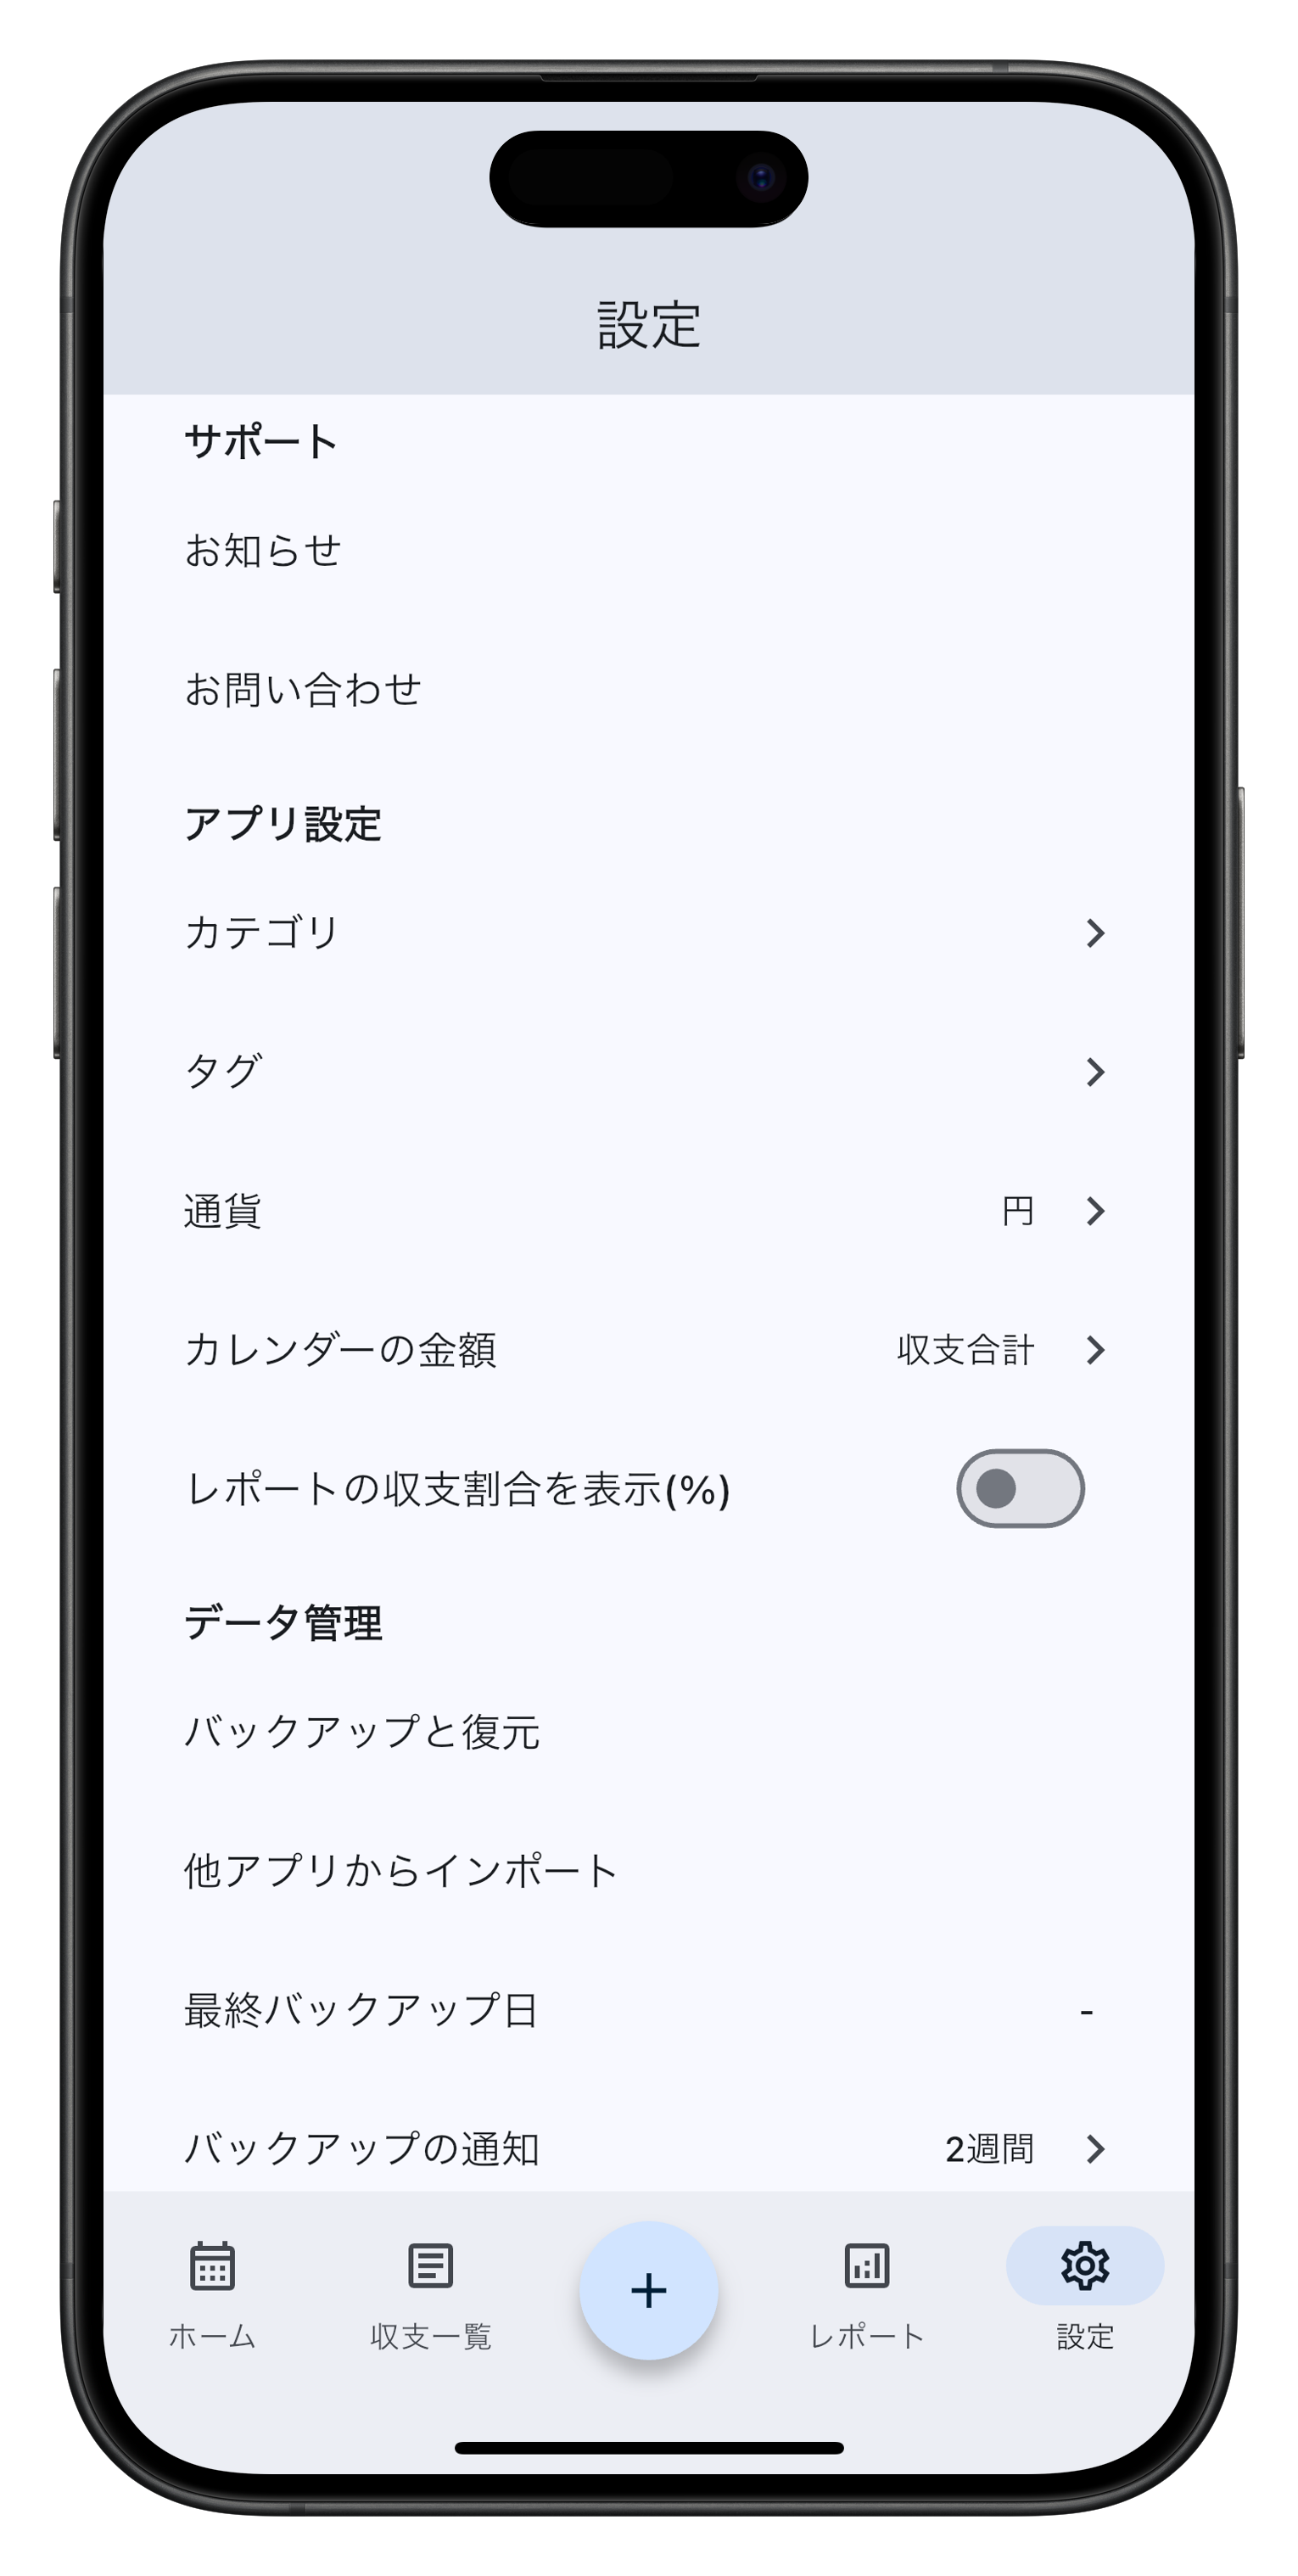 設定
サポート
お知らせ
お問い合わせ
アプリ設定
カテゴリ
タグ
通貨 円
カレンダーの金額 収支合計
レポートの収支割合を表示(%)
データ管理
バックアップと復元
他アプリからインポート
最終バックアップ日 -
バックアップの通知 2週間
ホーム 収支一覧 + レポート 設定